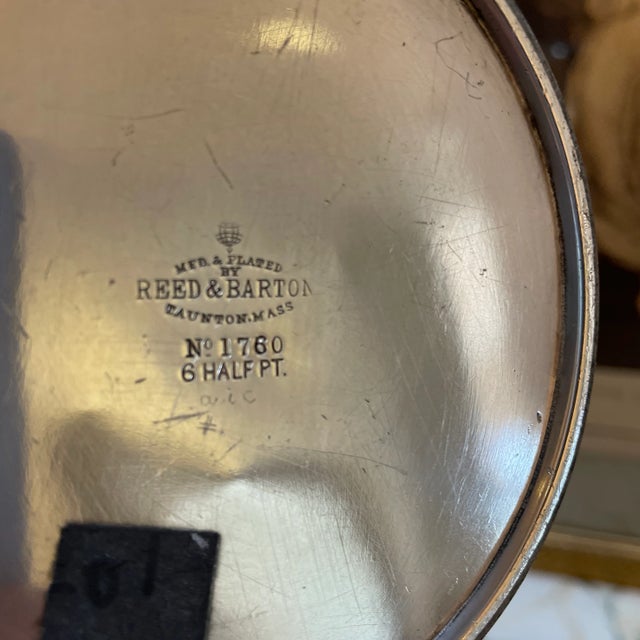 MFD. & PLATED
BY
REED & BARTON
TAUNTON. MASS
No 1760
6 HALF PT.